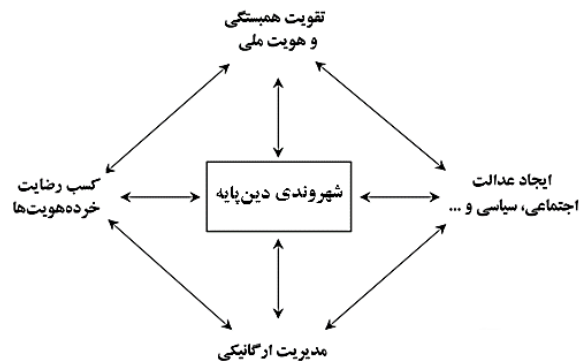 تقویت همبستگی
و هویت ملی
ایجاد عدالت
اجتماعی، سیاسی و ...
شهروندی دین‌پایه
کسب رضایت
خرده‌هویت‌ها
مدیریت ارگانیکی